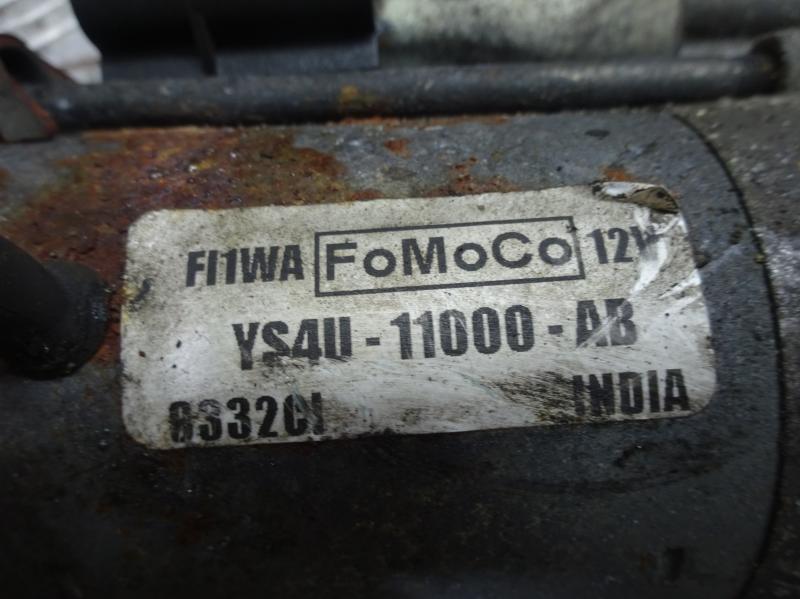 FI1WA FoMoCo 12V
YS4U-11000-AB
8332CI INDIA